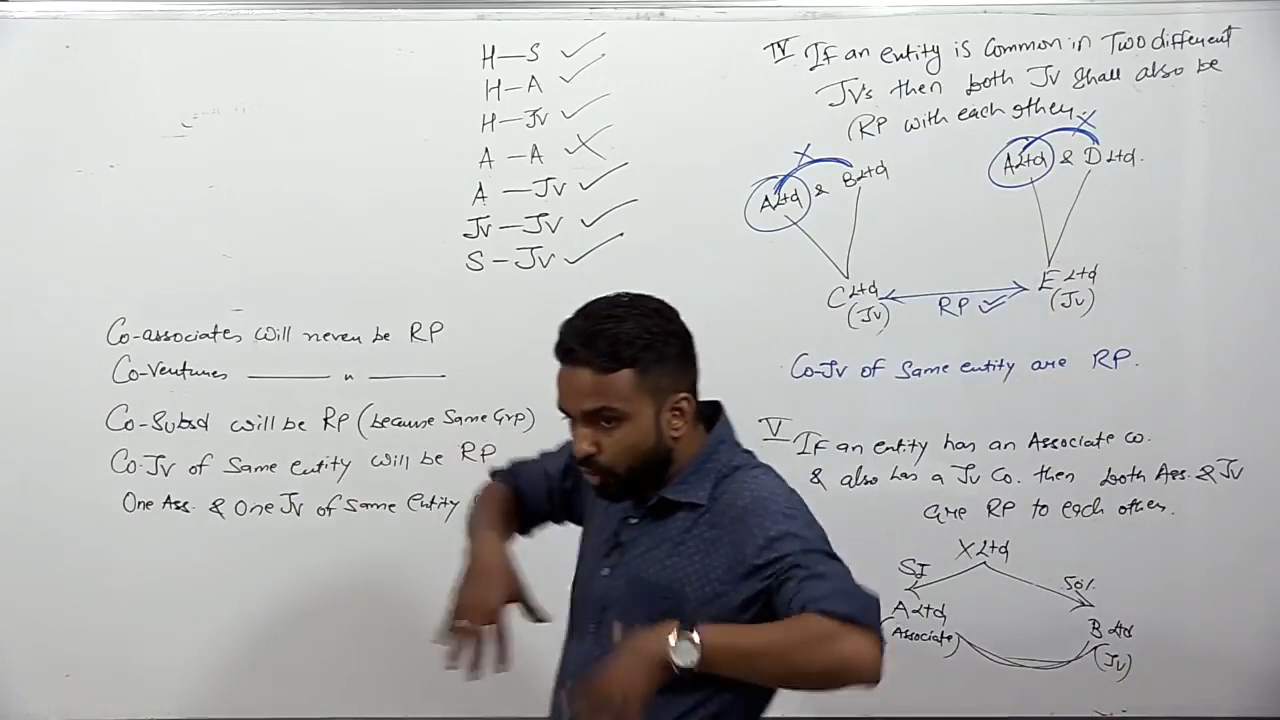 H—S ✓
H—A ✓
H—Jv ✓
A—A ✗
A—Jv ✓
Jv—Jv ✓
S—Jv ✓
Co-associates will never be RP
Co-Ventures —— " ——
Co-Subsd will be RP (because Same Grp)
Co-Jv of Same entity will be RP
One Ass. & One Jv of Same Entity
IV If an entity is Common in Two different
Jv's then both Jv shall also be
RP with each other.
A Ltd & B Ltd
A Ltd & D Ltd.
C Ltd
(Jv)
RP ✓
E Ltd
(Jv)
Co-Jv of Same entity are RP.
V If an entity has an Associate co.
& also has a Jv Co. then both Ass. & Jv
are RP to each other.
X Ltd
SI
50%
A Ltd
(Associate)
B Ltd
(Jv)